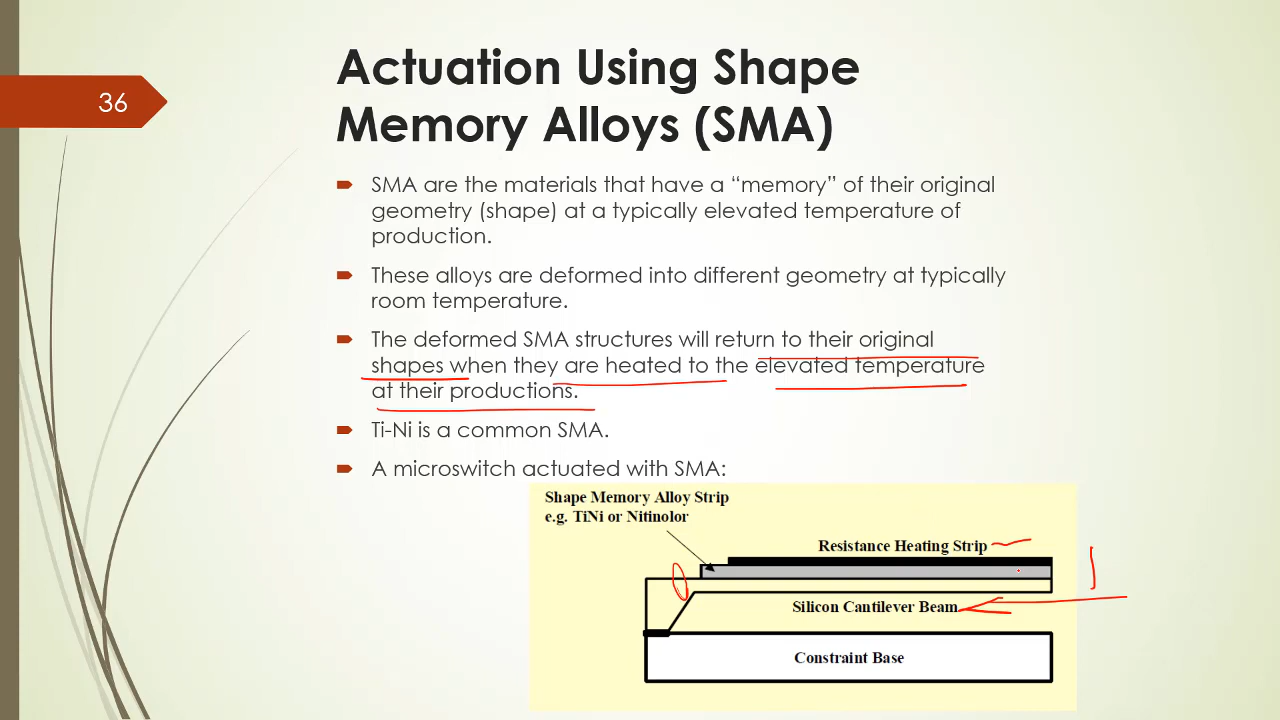 36
Actuation Using Shape
Memory Alloys (SMA)
SMA are the materials that have a “memory” of their original
geometry (shape) at a typically elevated temperature of
production.
These alloys are deformed into different geometry at typically
room temperature.
The deformed SMA structures will return to their original
shapes when they are heated to the elevated temperature
at their productions.
Ti-Ni is a common SMA.
A microswitch actuated with SMA:
Shape Memory Alloy Strip
e.g. TiNi or Nitinolor
Resistance Heating Strip
Silicon Cantilever Beam
Constraint Base